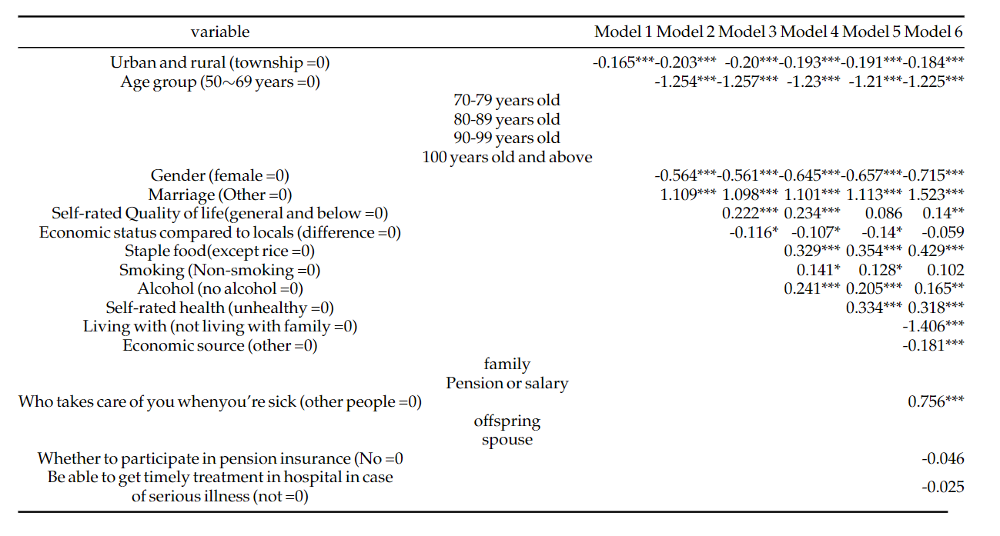 variable Model 1 Model 2 Model 3 Model 4 Model 5 Model 6
Urban and rural (township =0) -0.165*** -0.203*** -0.20*** -0.193*** -0.191*** -0.184***
Age group (50∼69 years =0) -1.254*** -1.257*** -1.23*** -1.21*** -1.225***
70-79 years old
80-89 years old
90-99 years old
100 years old and above
Gender (female =0) -0.564*** -0.561*** -0.645*** -0.657*** -0.715***
Marriage (Other =0) 1.109*** 1.098*** 1.101*** 1.113*** 1.523***
Self-rated Quality of life(general and below =0) 0.222*** 0.234*** 0.086 0.14**
Economic status compared to locals (difference =0) -0.116* -0.107* -0.14* -0.059
Staple food(except rice =0) 0.329*** 0.354*** 0.429***
Smoking (Non-smoking =0) 0.141* 0.128* 0.102
Alcohol (no alcohol =0) 0.241*** 0.205*** 0.165**
Self-rated health (unhealthy =0) 0.334*** 0.318***
Living with (not living with family =0) -1.406***
Economic source (other =0) -0.181***
family
Pension or salary
Who takes care of you whenyou're sick (other people =0) 0.756***
offspring
spouse
Whether to participate in pension insurance (No =0 -0.046
Be able to get timely treatment in hospital in case
of serious illness (not =0) -0.025